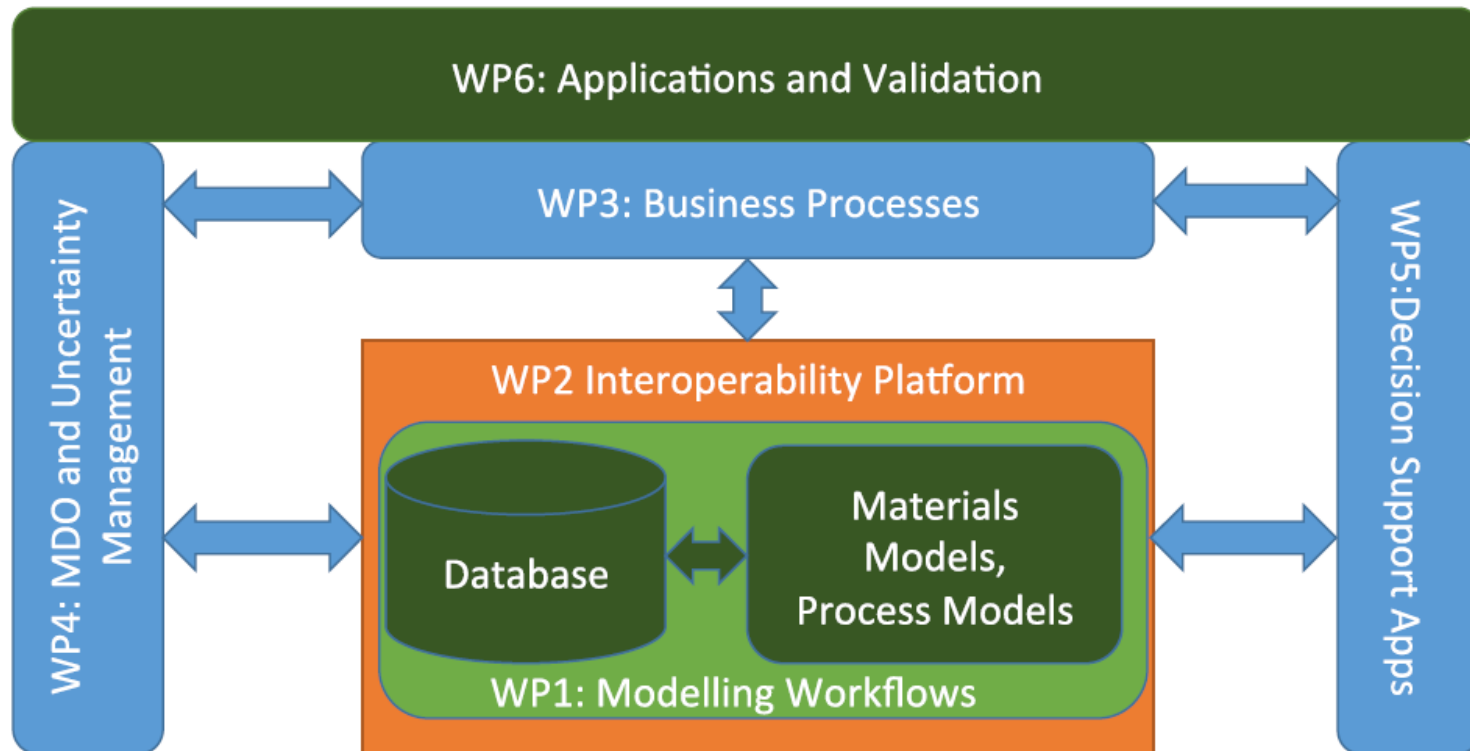 WP6: Applications and Validation
WP4: MDO and Uncertainty
Management
WP3: Business Processes
WP5:Decision Support Apps
WP2 Interoperability Platform
Database
Materials
Models,
Process Models
WP1: Modelling Workflows